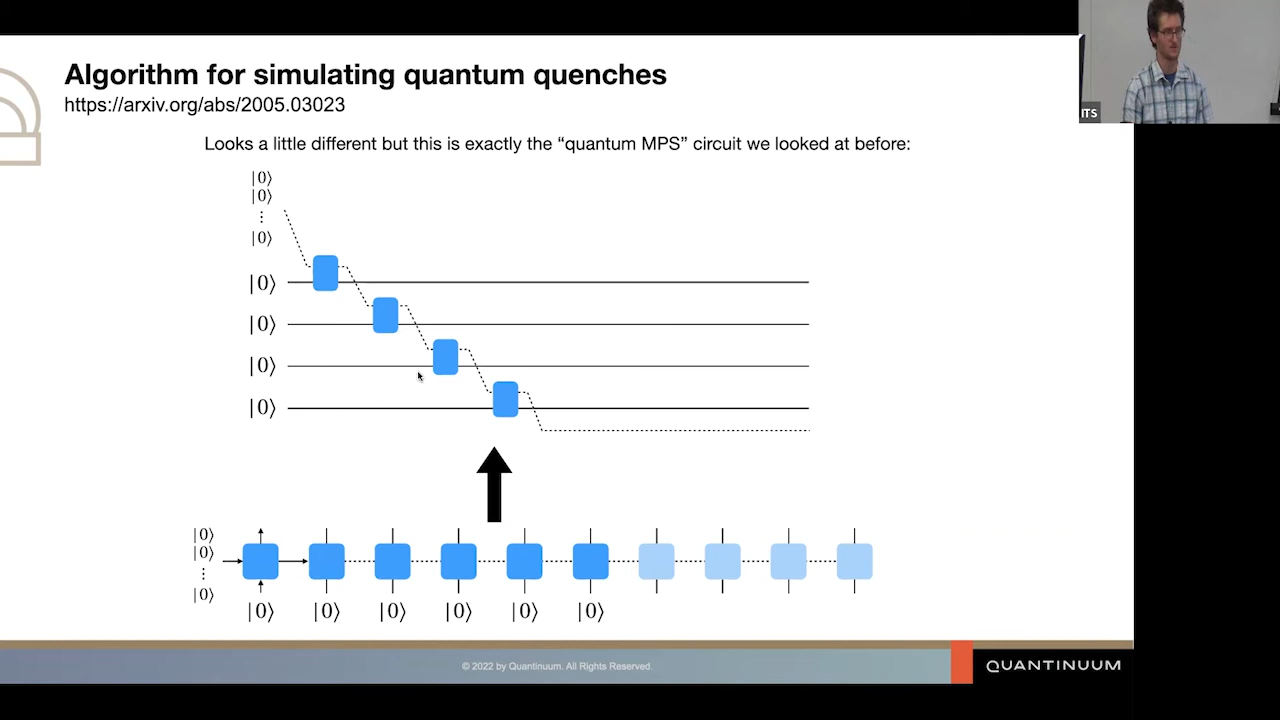 Algorithm for simulating quantum quenches
https://arxiv.org/abs/2005.03023
ITS
Looks a little different but this is exactly the “quantum MPS” circuit we looked at before:
|0⟩
|0⟩
⋮
|0⟩
|0⟩
|0⟩
|0⟩
|0⟩
|0⟩
|0⟩
⋮
|0⟩
|0⟩ |0⟩ |0⟩ |0⟩ |0⟩ |0⟩
© 2022 by Quantinuum. All Rights Reserved.
QUANTINUUM